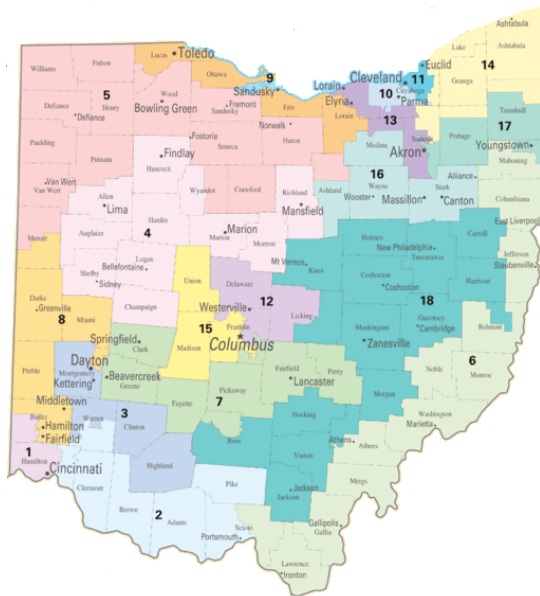 Ashtabula
Lake
Ashtabula
14
Geauga
Euclid
11
Cleveland
10
Cuyahoga
Parma
Lorain
Elyria
Lorain
13
Medina
Summit
Akron
Portage
Trumbull
17
Youngstown
Mahoning
Williams
Fulton
Lucas
Toledo
Ottawa
9
Sandusky
5
Wood
Henry
Bowling Green
Defiance
Defiance
Fremont
Sandusky
Erie
Norwalk
Huron
Paulding
Putnam
Fostoria
Seneca
Findlay
Hancock
Van Wert
Van Wert
Allen
Lima
Wyandot
Crawford
Richland
Mansfield
Ashland
16
Wayne
Wooster
Massillon
Stark
Canton
Alliance
Columbiana
East Liverpool
Mercer
Auglaize
Hardin
4
Marion
Marion
Morrow
Logan
Bellefontaine
Shelby
Sidney
Champaign
Mt Vernon
Knox
Holmes
New Philadelphia
Tuscarawas
Carroll
Jefferson
Steubenville
Harrison
Coshocton
Coshocton
18
Guernsey
Cambridge
Belmont
Union
Delaware
12
Westerville
Licking
Darke
Greenville
8
Miami
15
Franklin
Columbus
Madison
Muskingum
Zanesville
Springfield
Clark
Dayton
Montgomery
Kettering
Beavercreek
Greene
Preble
Fairfield
Lancaster
Perry
Pickaway
7
Fayette
Morgan
Noble
6
Monroe
Middletown
Butler
Hamilton
Fairfield
Warren
3
Clinton
Highland
Ross
Hocking
Athens
Athens
Washington
Marietta
1
Hamilton
Cincinnati
Clermont
Brown
2
Adams
Pike
Vinton
Jackson
Jackson
Meigs
Portsmouth
Scioto
Gallipolis
Gallia
Lawrence
Ironton